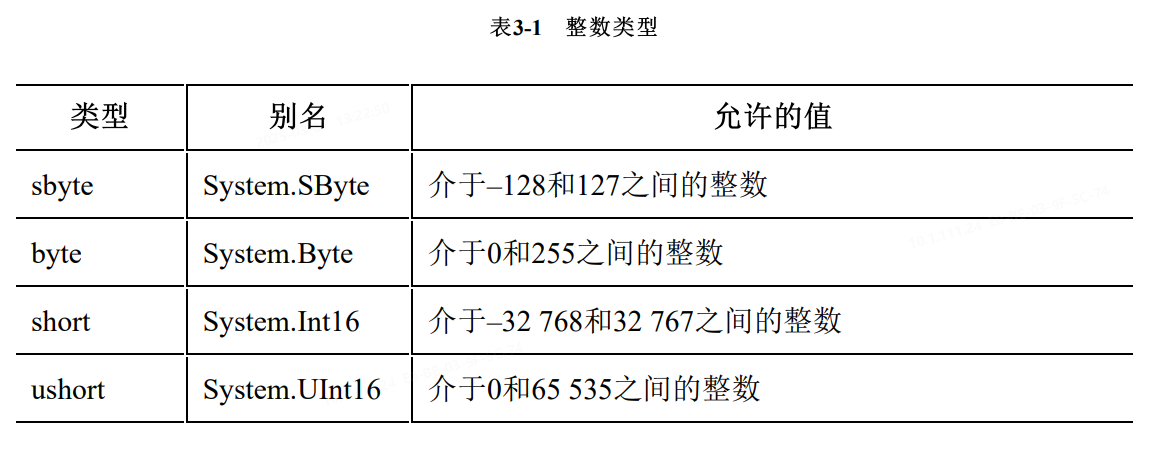 表3-1 整数类型
类型 别名 允许的值
sbyte System.SByte 介于–128和127之间的整数
byte System.Byte 介于0和255之间的整数
short System.Int16 介于–32 768和32 767之间的整数
ushort System.UInt16 介于0和65 535之间的整数